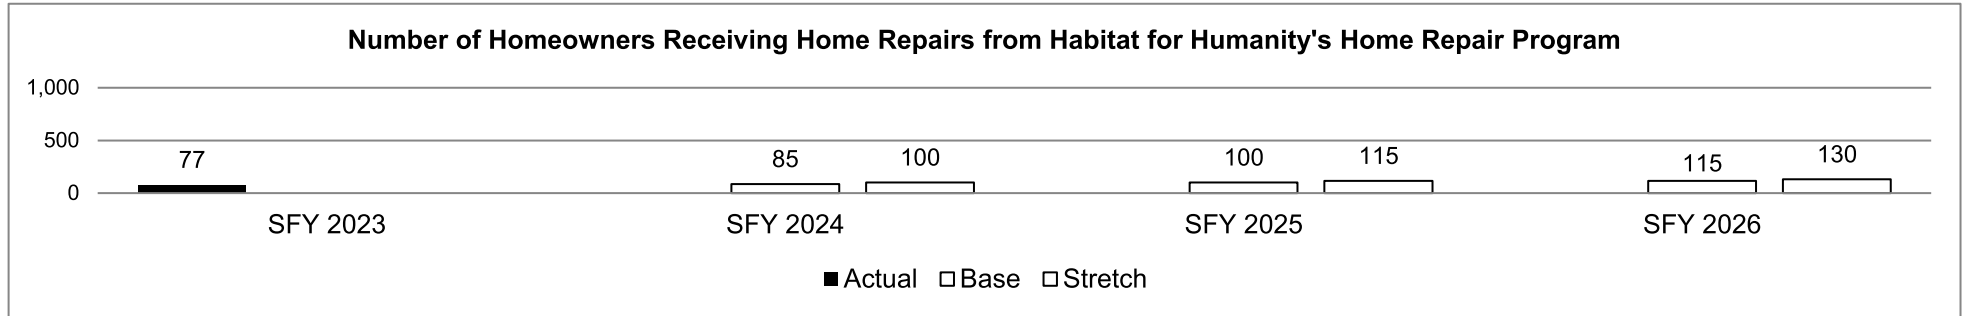 Number of Homeowners Receiving Home Repairs from Habitat for Humanity's Home Repair Program
1,000
500
0
77
85
100
100
115
115
130
SFY 2023
SFY 2024
SFY 2025
SFY 2026
Actual
Base
Stretch